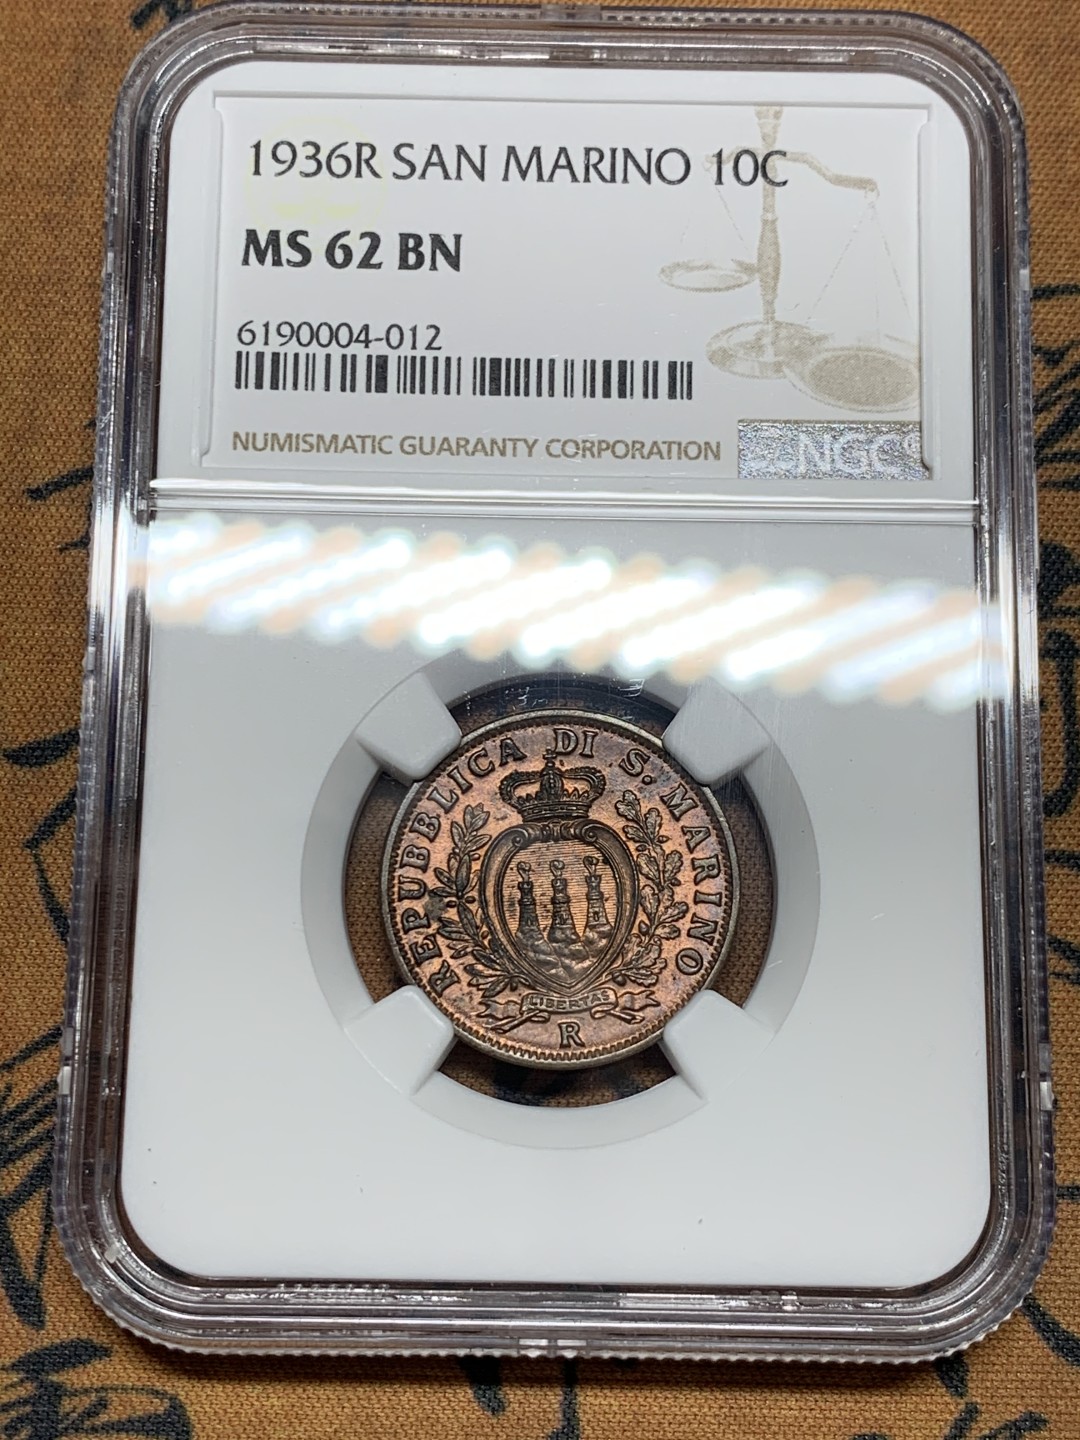 1936R SAN MARINO 10C
MS 62 BN
6190004-012
NUMISMATIC GUARANTY CORPORATION
NGC
REPUBBLICA DI S. MARINO
LIBERTAS
R